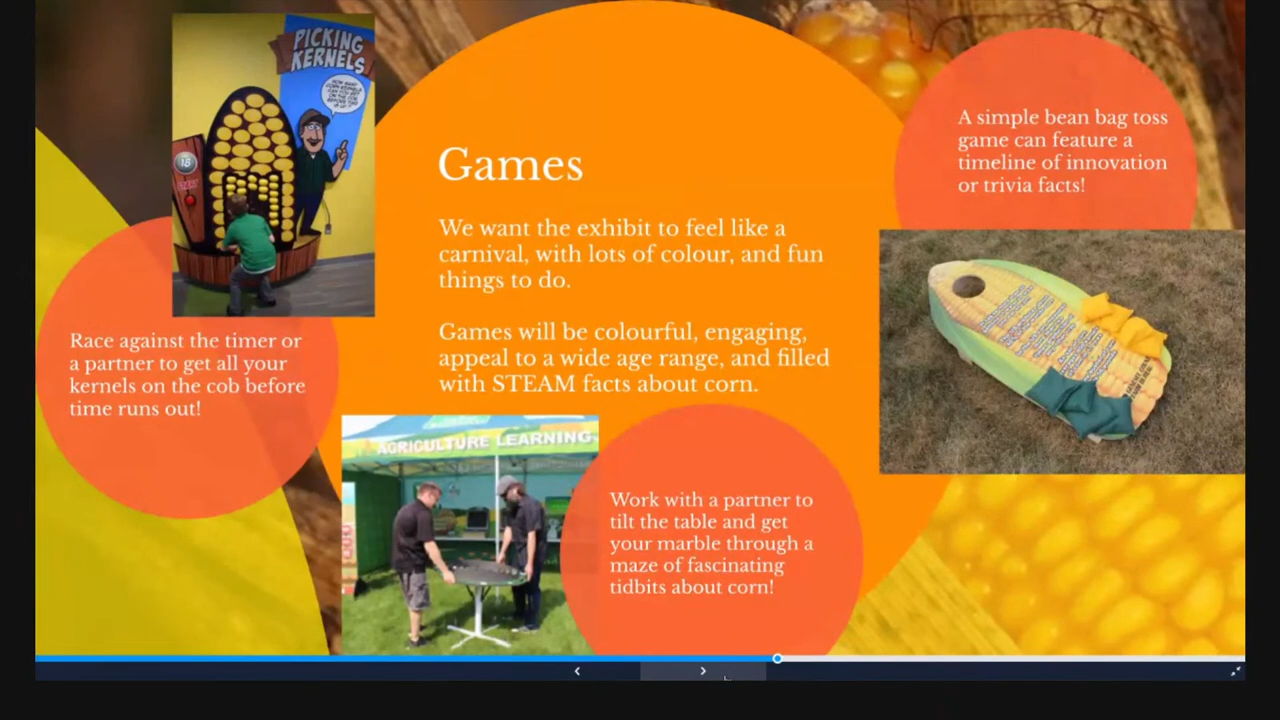 PICKING
KERNELS
18
Race against the timer or
a partner to get all your
kernels on the cob before
time runs out!
Games
We want the exhibit to feel like a
carnival, with lots of colour, and fun
things to do.
Games will be colourful, engaging,
appeal to a wide age range, and filled
with STEAM facts about corn.
AGRICULTURE LEARNING
Work with a partner to
tilt the table and get
your marble through a
maze of fascinating
tidbits about corn!
A simple bean bag toss
game can feature a
timeline of innovation
or trivia facts!